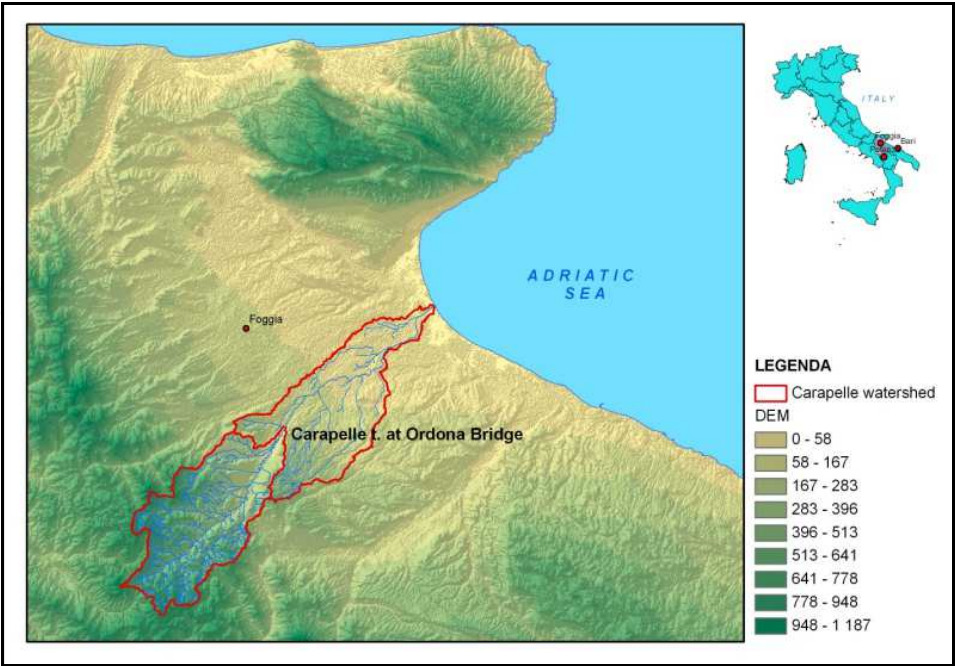 ITALY
Foggia
Bari
ADRIATIC
SEA
Foggia
Carapelle t. at Ordona Bridge
LEGENDA
Carapelle watershed
DEM
0 - 58
58 - 167
167 - 283
283 - 396
396 - 513
513 - 641
641 - 778
778 - 948
948 - 1 187